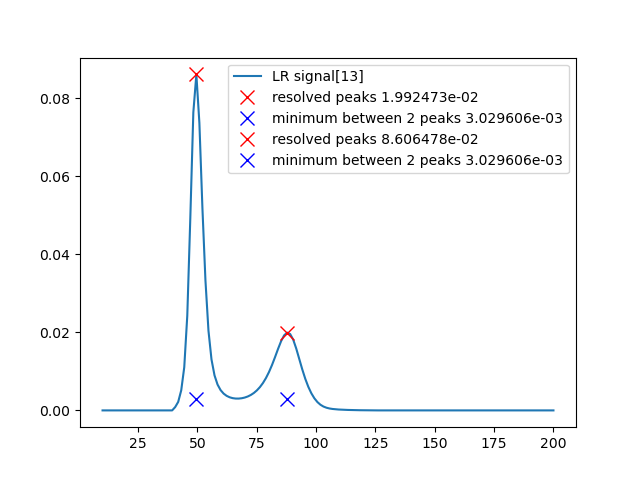 LR signal[13]
resolved peaks 1.992473e-02
minimum between 2 peaks 3.029606e-03
resolved peaks 8.606478e-02
minimum between 2 peaks 3.029606e-03
0.08
0.06
0.04
0.02
0.00
25 50 75 100 125 150 175 200